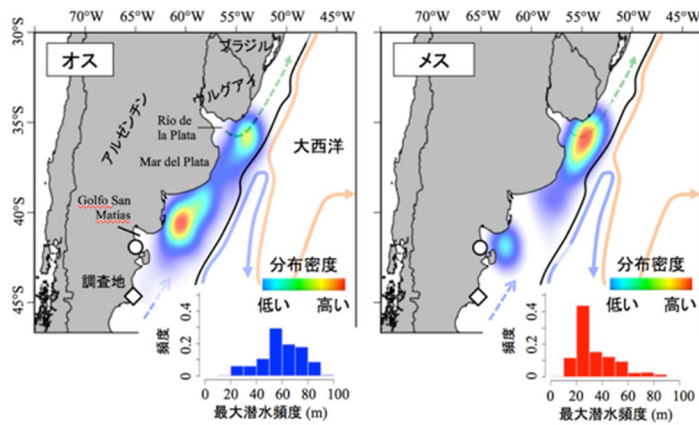 75°W 70°W 65°W 60°W 55°W 50°W
30°S
35°S
40°S
45°S
オス
ブラジル
ウルグアイ
アルゼンチン
Río de
la Plata
Mar del Plata
大西洋
Golfo San
Matías
調査地
分布密度
低い 高い
頻度
0 0.2 0.4
0 20 40 60 80 100
最大潜水頻度 (m)
70°W 65°W 60°W 55°W 50°W
30°S
35°S
40°S
45°S
メス
分布密度
低い 高い
頻度
0 0.2 0.4
0 20 40 60 80 100
最大潜水頻度 (m)